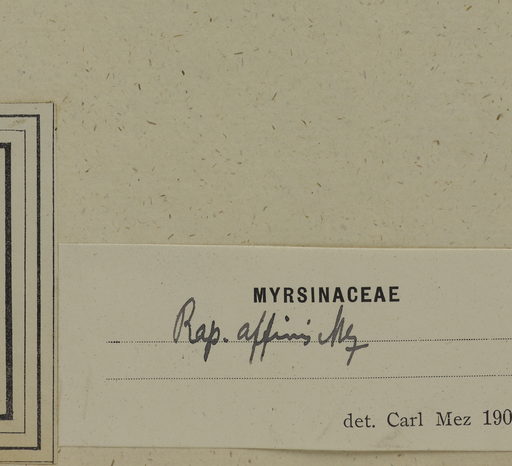 MYRSINACEAE
Rap. affinis Mez
det. Carl Mez 190